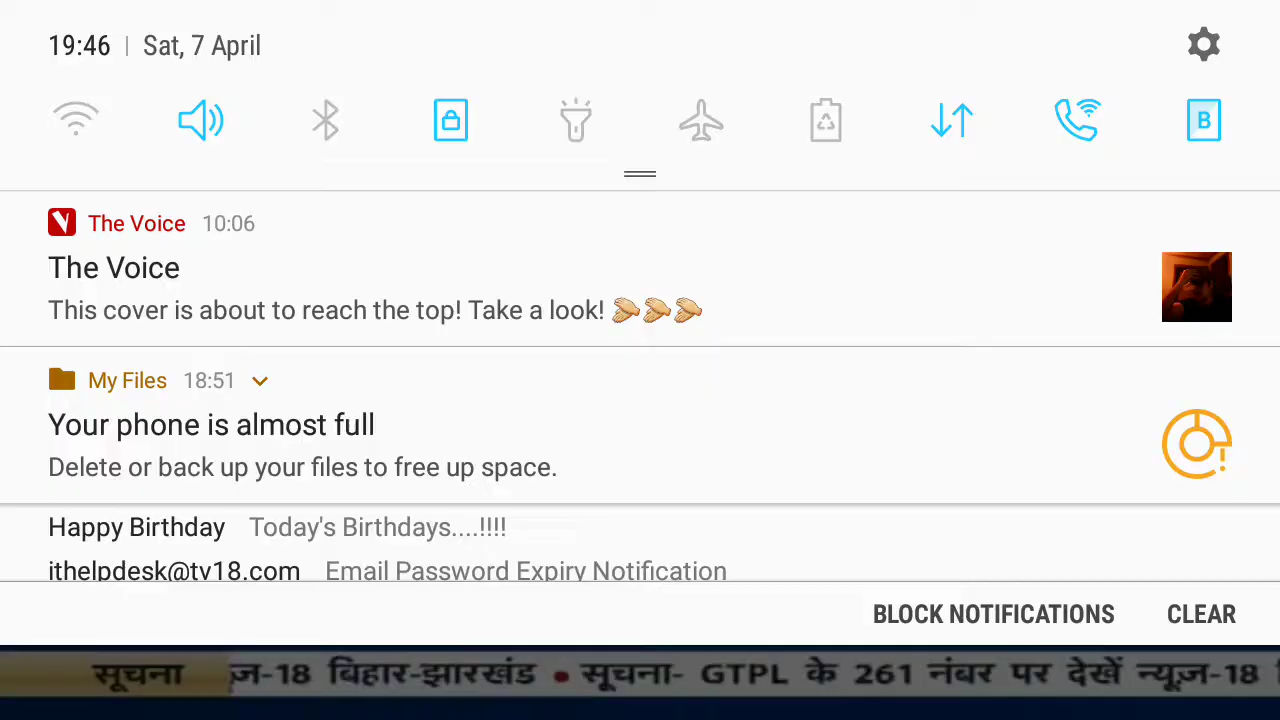 19:46 | Sat, 7 April
B
The Voice 10:06
The Voice
This cover is about to reach the top! Take a look! 👏👏👏
My Files 18:51
Your phone is almost full
Delete or back up your files to free up space.
Happy Birthday Today's Birthdays....!!!!
ithelpdesk@tv18.com Email Password Expiry Notification
BLOCK NOTIFICATIONS CLEAR
सूचना ज़-18 बिहार-झारखंड • सूचना- GTPL के 261 नंबर पर देखें न्यूज़-18